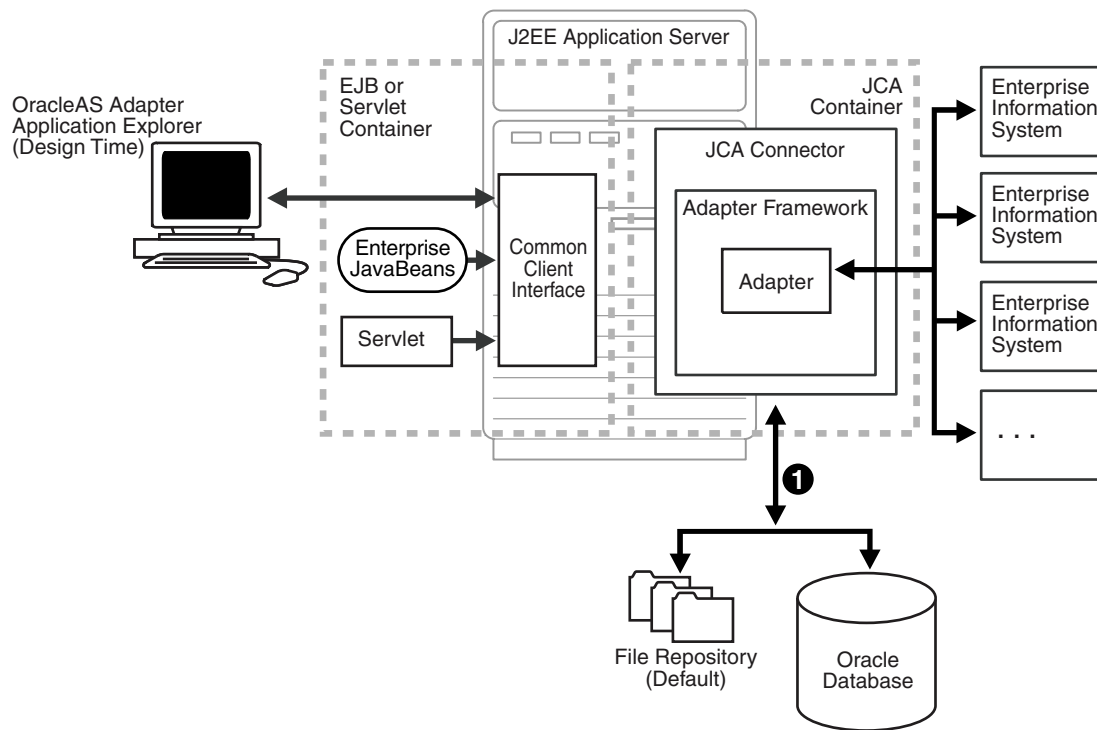 J2EE Application Server
EJB or
Servlet
Container
JCA
Container
OracleAS Adapter
Application Explorer
(Design Time)
JCA Connector
Adapter Framework
Adapter
Enterprise
JavaBeans
Servlet
Common
Client
Interface
Enterprise
Information
System
Enterprise
Information
System
Enterprise
Information
System
. . .
1
File Repository
(Default)
Oracle
Database